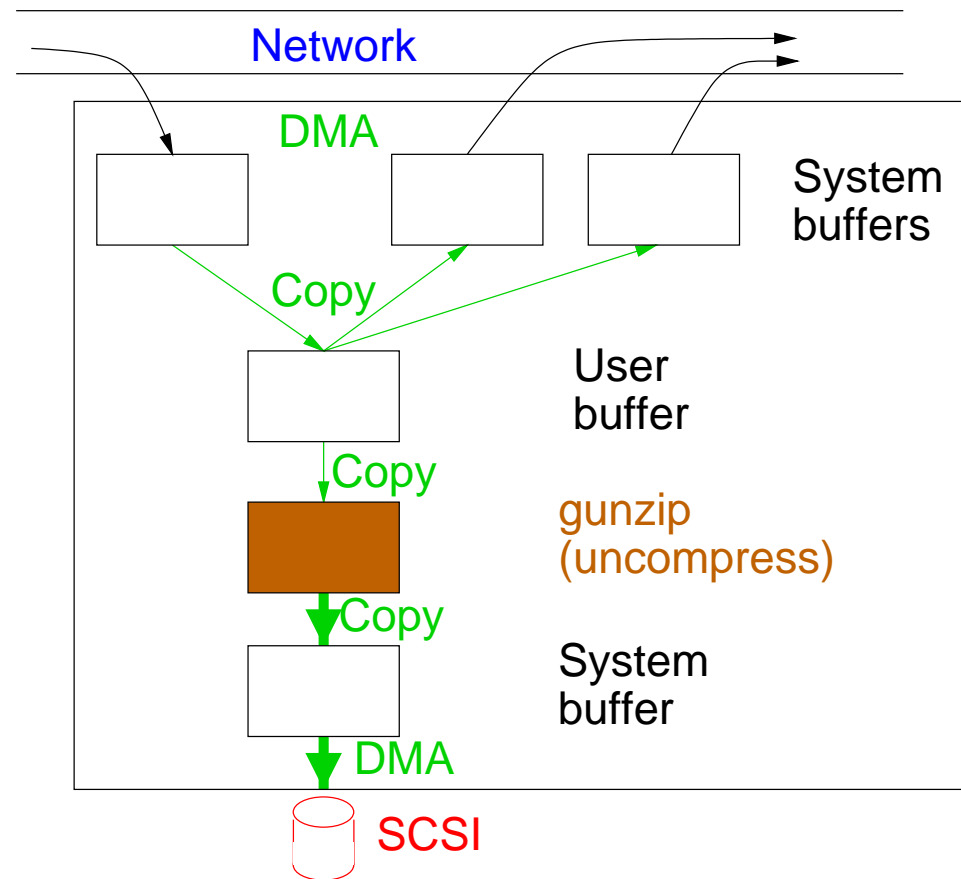 Network
DMA
System
buffers
Copy
User
buffer
Copy
gunzip
(uncompress)
Copy
System
buffer
DMA
SCSI